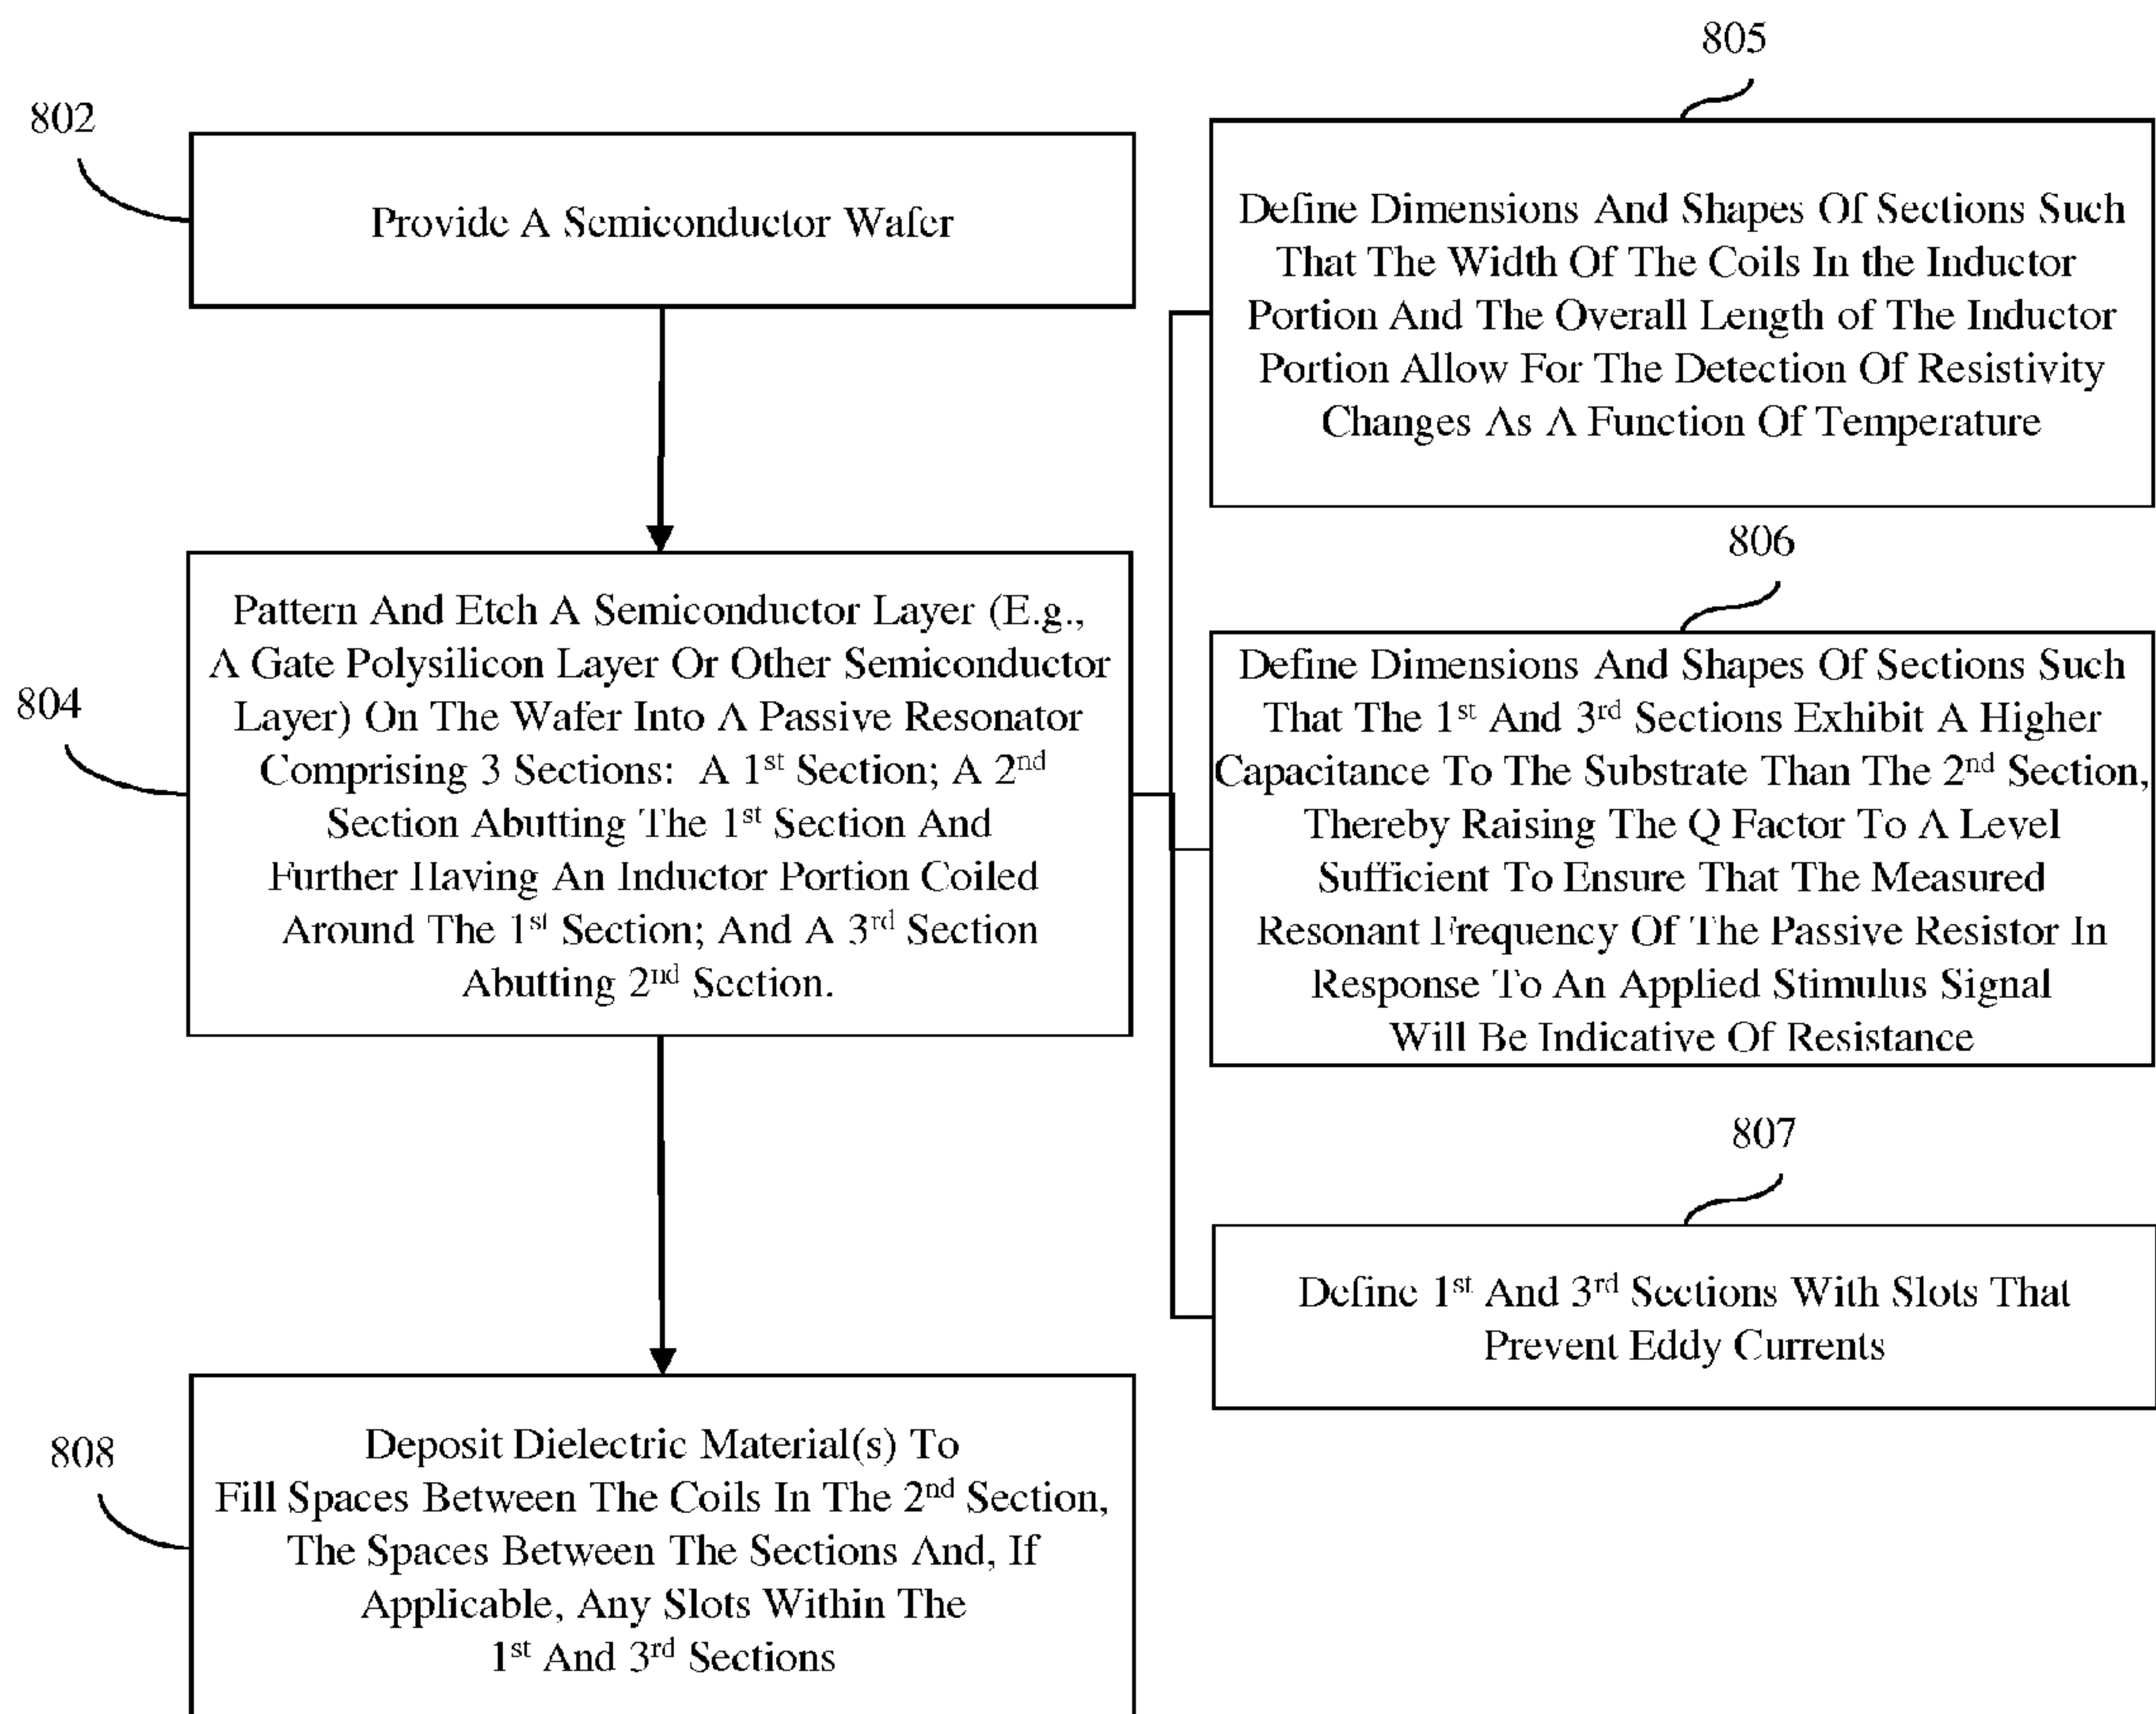 802
Provide A Semiconductor Wafer
804
Pattern And Etch A Semiconductor Layer (E.g.,
A Gate Polysilicon Layer Or Other Semiconductor
Layer) On The Wafer Into A Passive Resonator
Comprising 3 Sections: A 1st Section; A 2nd
Section Abutting The 1st Section And
Further Having An Inductor Portion Coiled
Around The 1st Section; And A 3rd Section
Abutting 2nd Section.
805
Define Dimensions And Shapes Of Sections Such
That The Width Of The Coils In the Inductor
Portion And The Overall Length of The Inductor
Portion Allow For The Detection Of Resistivity
Changes As A Function Of Temperature
806
Define Dimensions And Shapes Of Sections Such
That The 1st And 3rd Sections Exhibit A Higher
Capacitance To The Substrate Than The 2nd Section,
Thereby Raising The Q Factor To A Level
Sufficient To Ensure That The Measured
Resonant Frequency Of The Passive Resistor In
Response To An Applied Stimulus Signal
Will Be Indicative Of Resistance
807
Define 1st And 3rd Sections With Slots That
Prevent Eddy Currents
808
Deposit Dielectric Material(s) To
Fill Spaces Between The Coils In The 2nd Section,
The Spaces Between The Sections And, If
Applicable, Any Slots Within The
1st And 3rd Sections